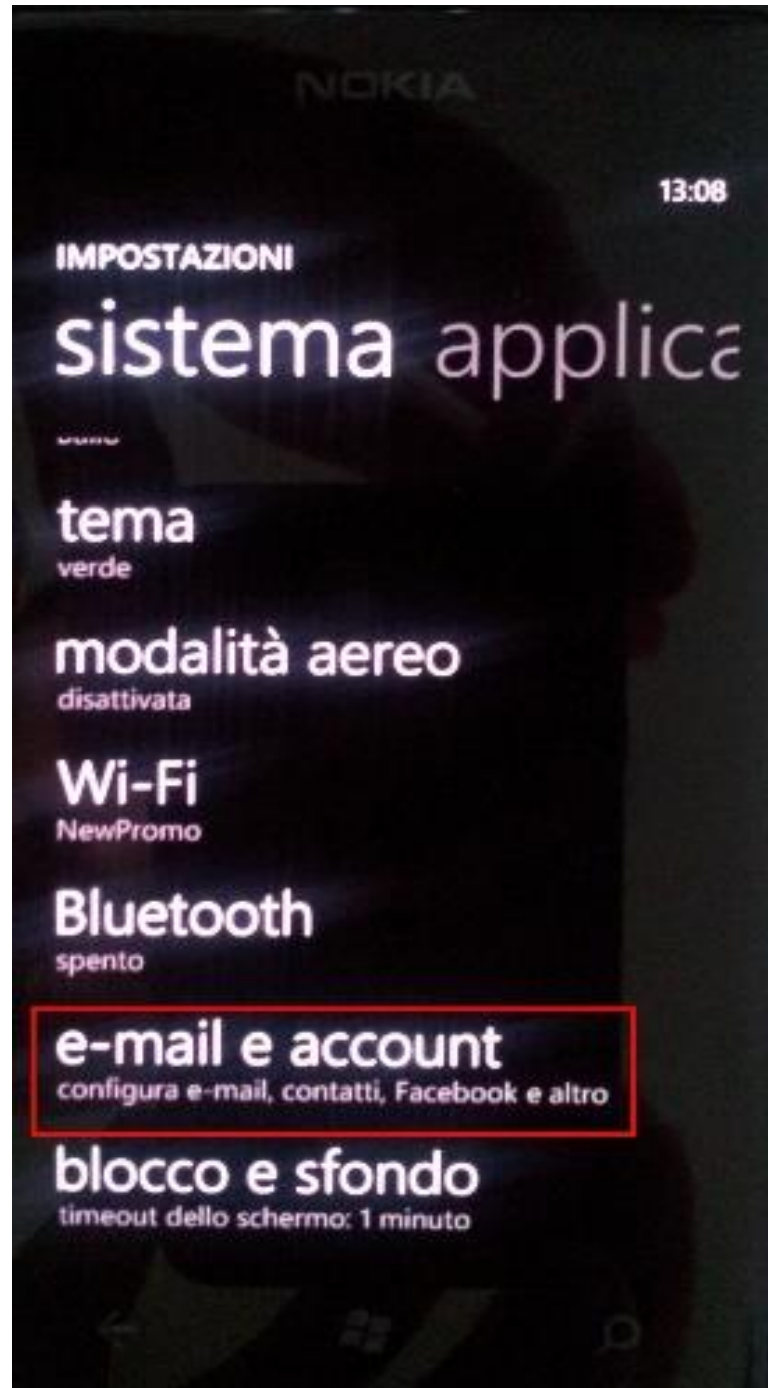 NOKIA
13:08
IMPOSTAZIONI
sistema applica
tema
verde
modalità aereo
disattivata
Wi-Fi
NewPromo
Bluetooth
spento
e-mail e account
configura e-mail, contatti, Facebook e altro
blocco e sfondo
timeout dello schermo: 1 minuto